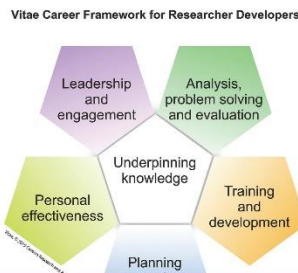 Vitae Career Framework for Researcher Developers
Leadership
and
engagement
Analysis,
problem solving
and evaluation
Underpinning
knowledge
Personal
effectiveness
Training
and
development
Planning